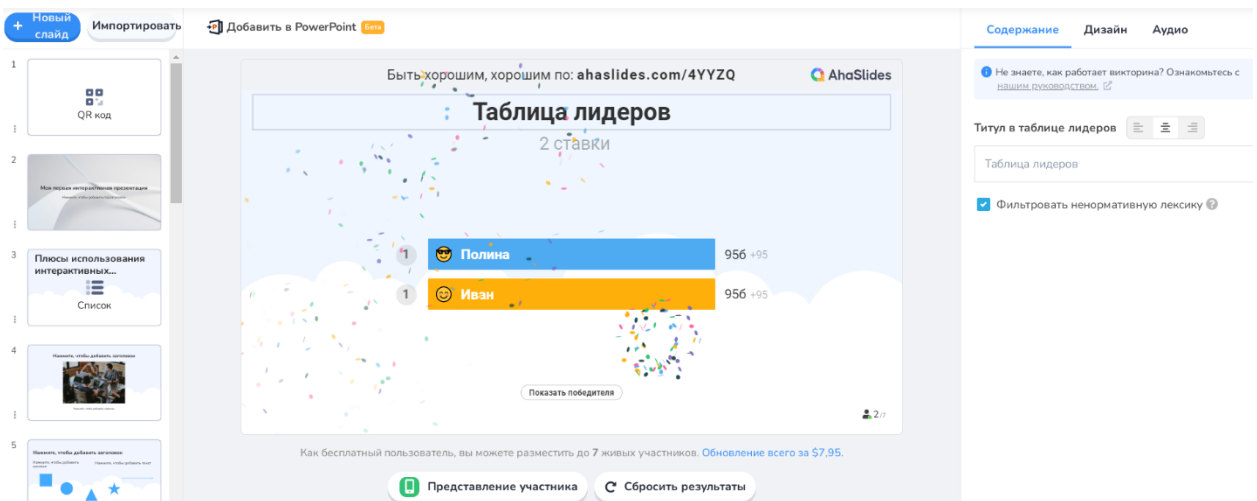 + Новый слайд
Импортировать
Добавить в PowerPoint Бета
1
QR код
2
Моя первая интерактивная презентация
3
Плюсы использования
интерактивных...
Список
4
Нажмите, чтобы добавить заголовок
5
Нажмите, чтобы добавить заголовок
Быть хорошим, хорошим по: ahaslides.com/4YYZQ
AhaSlides
Таблица лидеров
2 ставки
1 Полина 95б +95
1 Ивэн 95б +95
Показать победителя
2/7
Как бесплатный пользователь, вы можете разместить до 7 живых участников. Обновление всего за $7,95.
Представление участника
Сбросить результаты
Содержание Дизайн Аудио
Не знаете, как работает викторина? Ознакомьтесь с
нашим руководством.
Титул в таблице лидеров
Таблица лидеров
Фильтровать ненормативную лексику